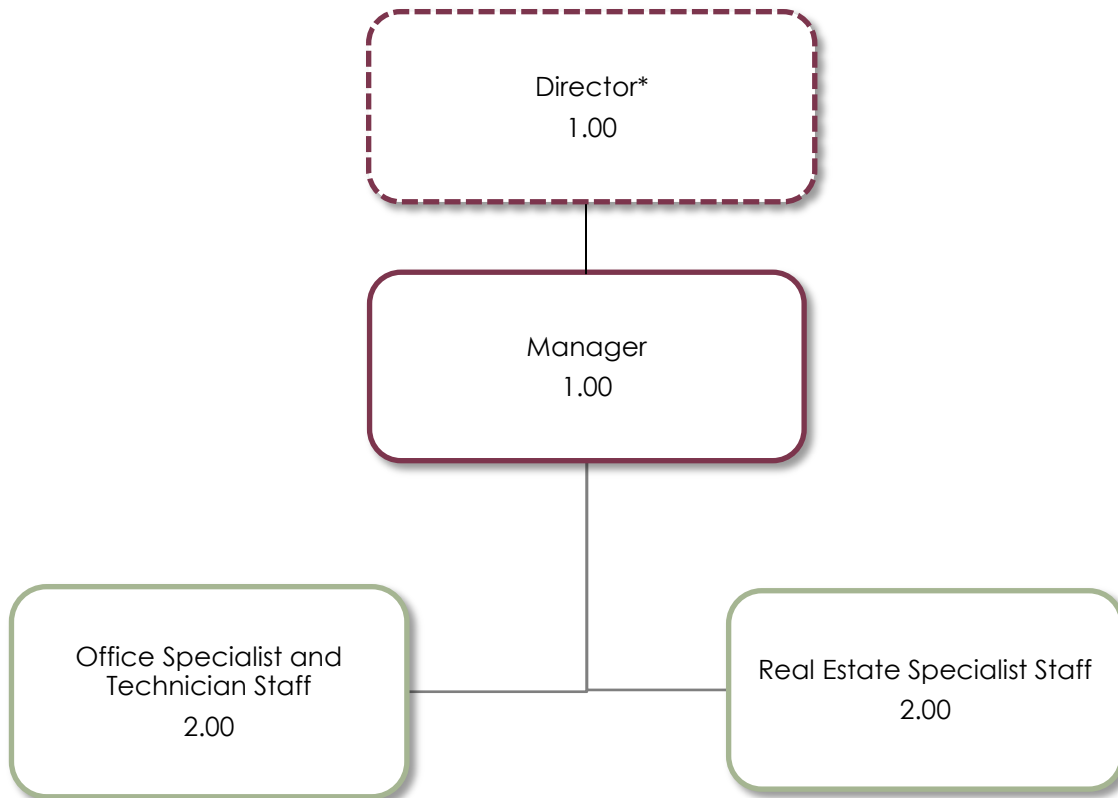 Director*
1.00
Manager
1.00
Office Specialist and
Technician Staff
2.00
Real Estate Specialist Staff
2.00